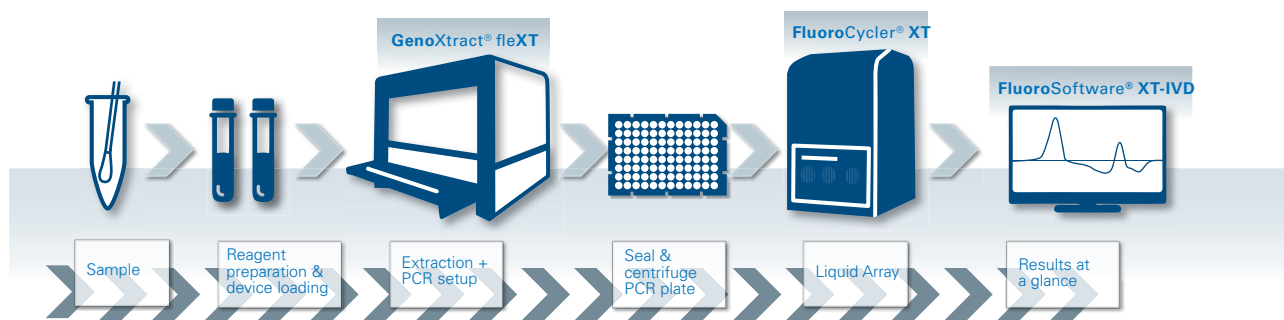 GenoXtract® fleXT
FluoroCycler® XT
FluoroSoftware® XT-IVD
Sample
Reagent
preparation &
device loading
Extraction +
PCR setup
Seal &
centrifuge
PCR plate
Liquid Array
Results at
a glance